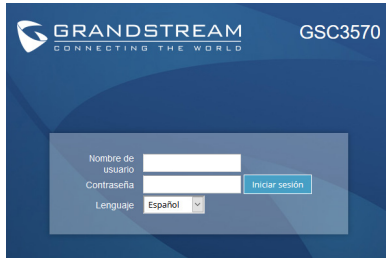 GRANDSTREAM
CONNECTING THE WORLD
GSC3570
Nombre de
usuario
Contraseña
Iniciar sesión
Lenguaje
Español